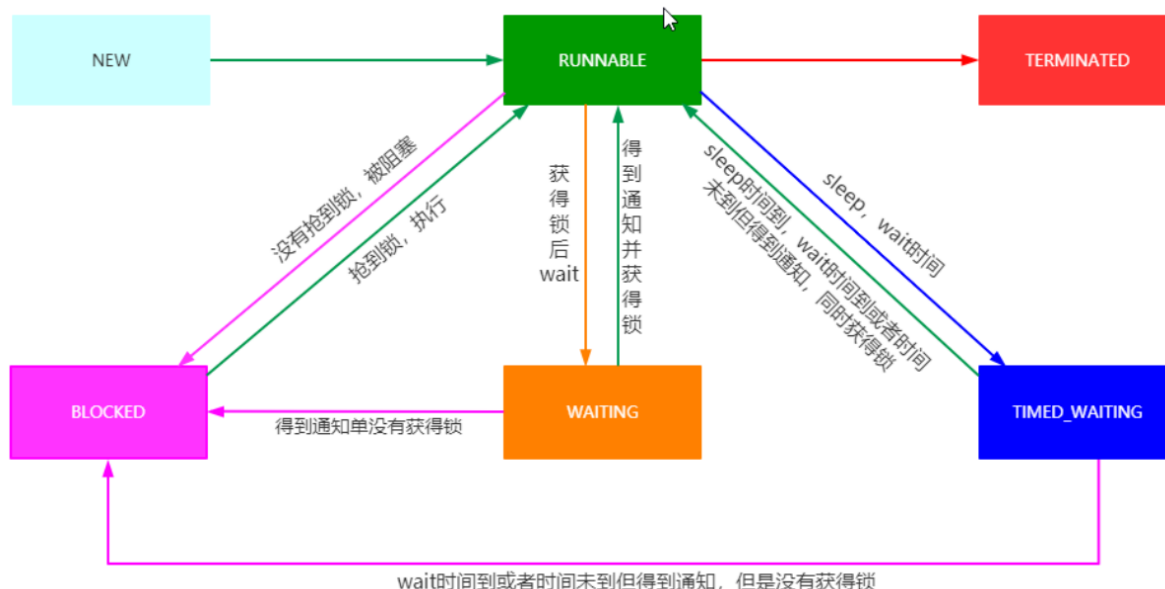 NEW
RUNNABLE
TERMINATED
没有抢到锁，被阻塞
抢到锁，执行
获得锁后wait
得到通知并获得锁
sleep时间到，wait时间到或者时间
未到但得到通知，同时获得锁
sleep，wait时间
BLOCKED
WAITING
TIMED_WAITING
得到通知单没有获得锁
wait时间到或者时间未到但得到通知，但是没有获得锁